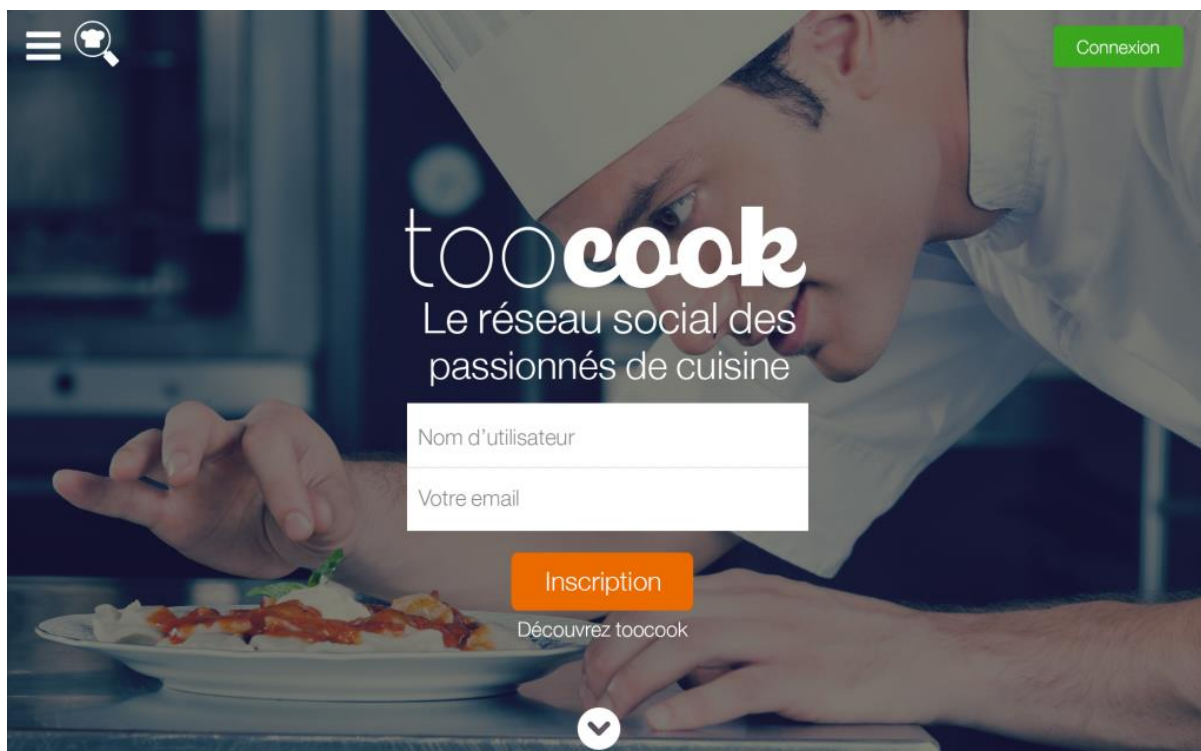 Connexion
toocook
Le réseau social des
passionnés de cuisine
Nom d'utilisateur
Votre email
Inscription
Découvrez toocook